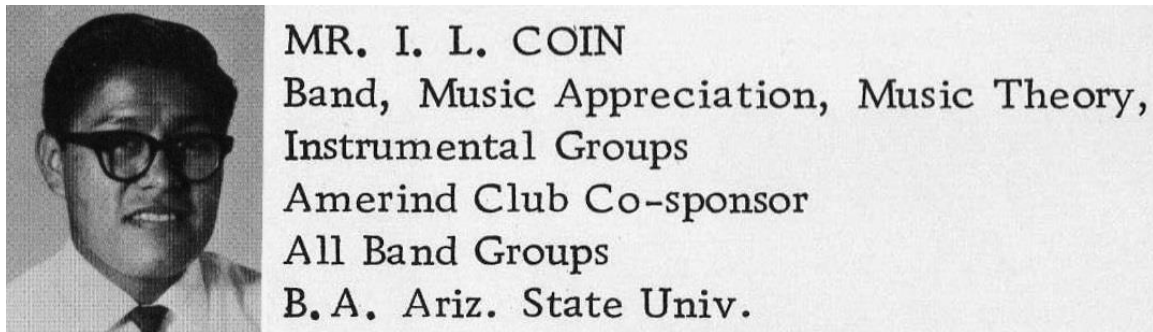 MR. I. L. COIN
Band, Music Appreciation, Music Theory,
Instrumental Groups
Amerind Club Co-sponsor
All Band Groups
B. A. Ariz. State Univ.